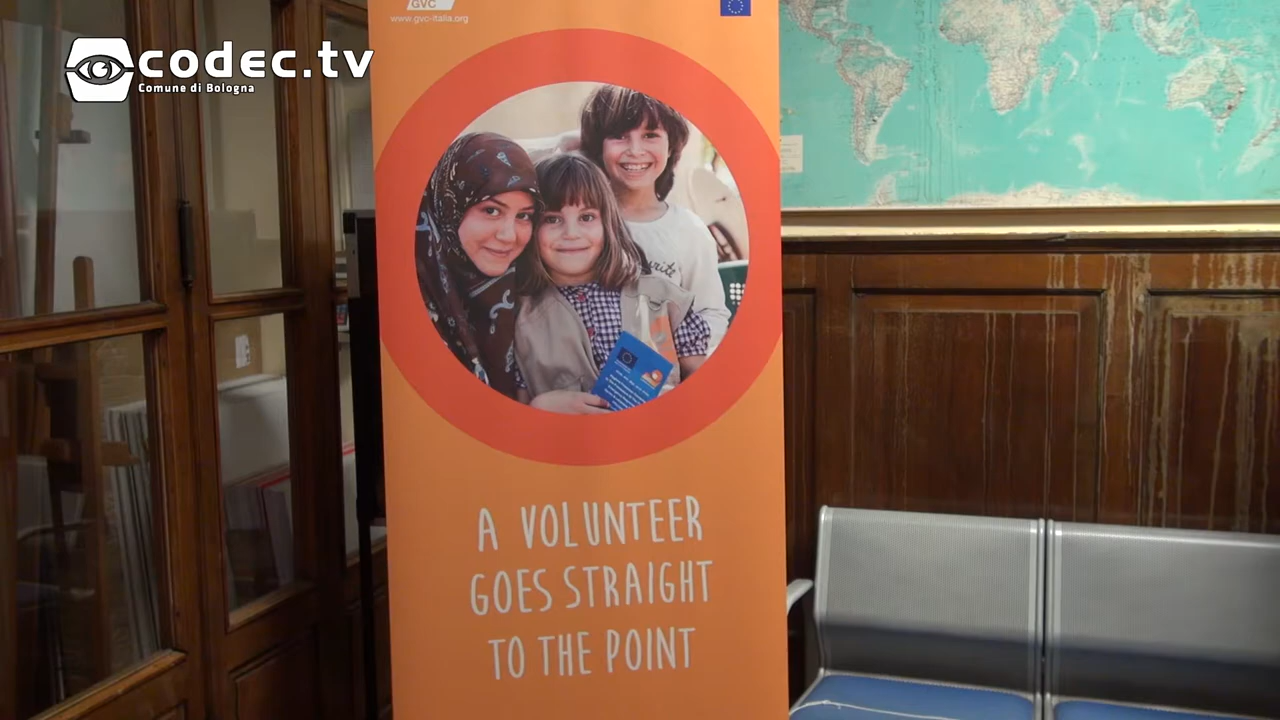 GVC
www.gvc-italia.org
codec.tv
Comune di Bologna
A VOLUNTEER
GOES STRAIGHT
TO THE POINT